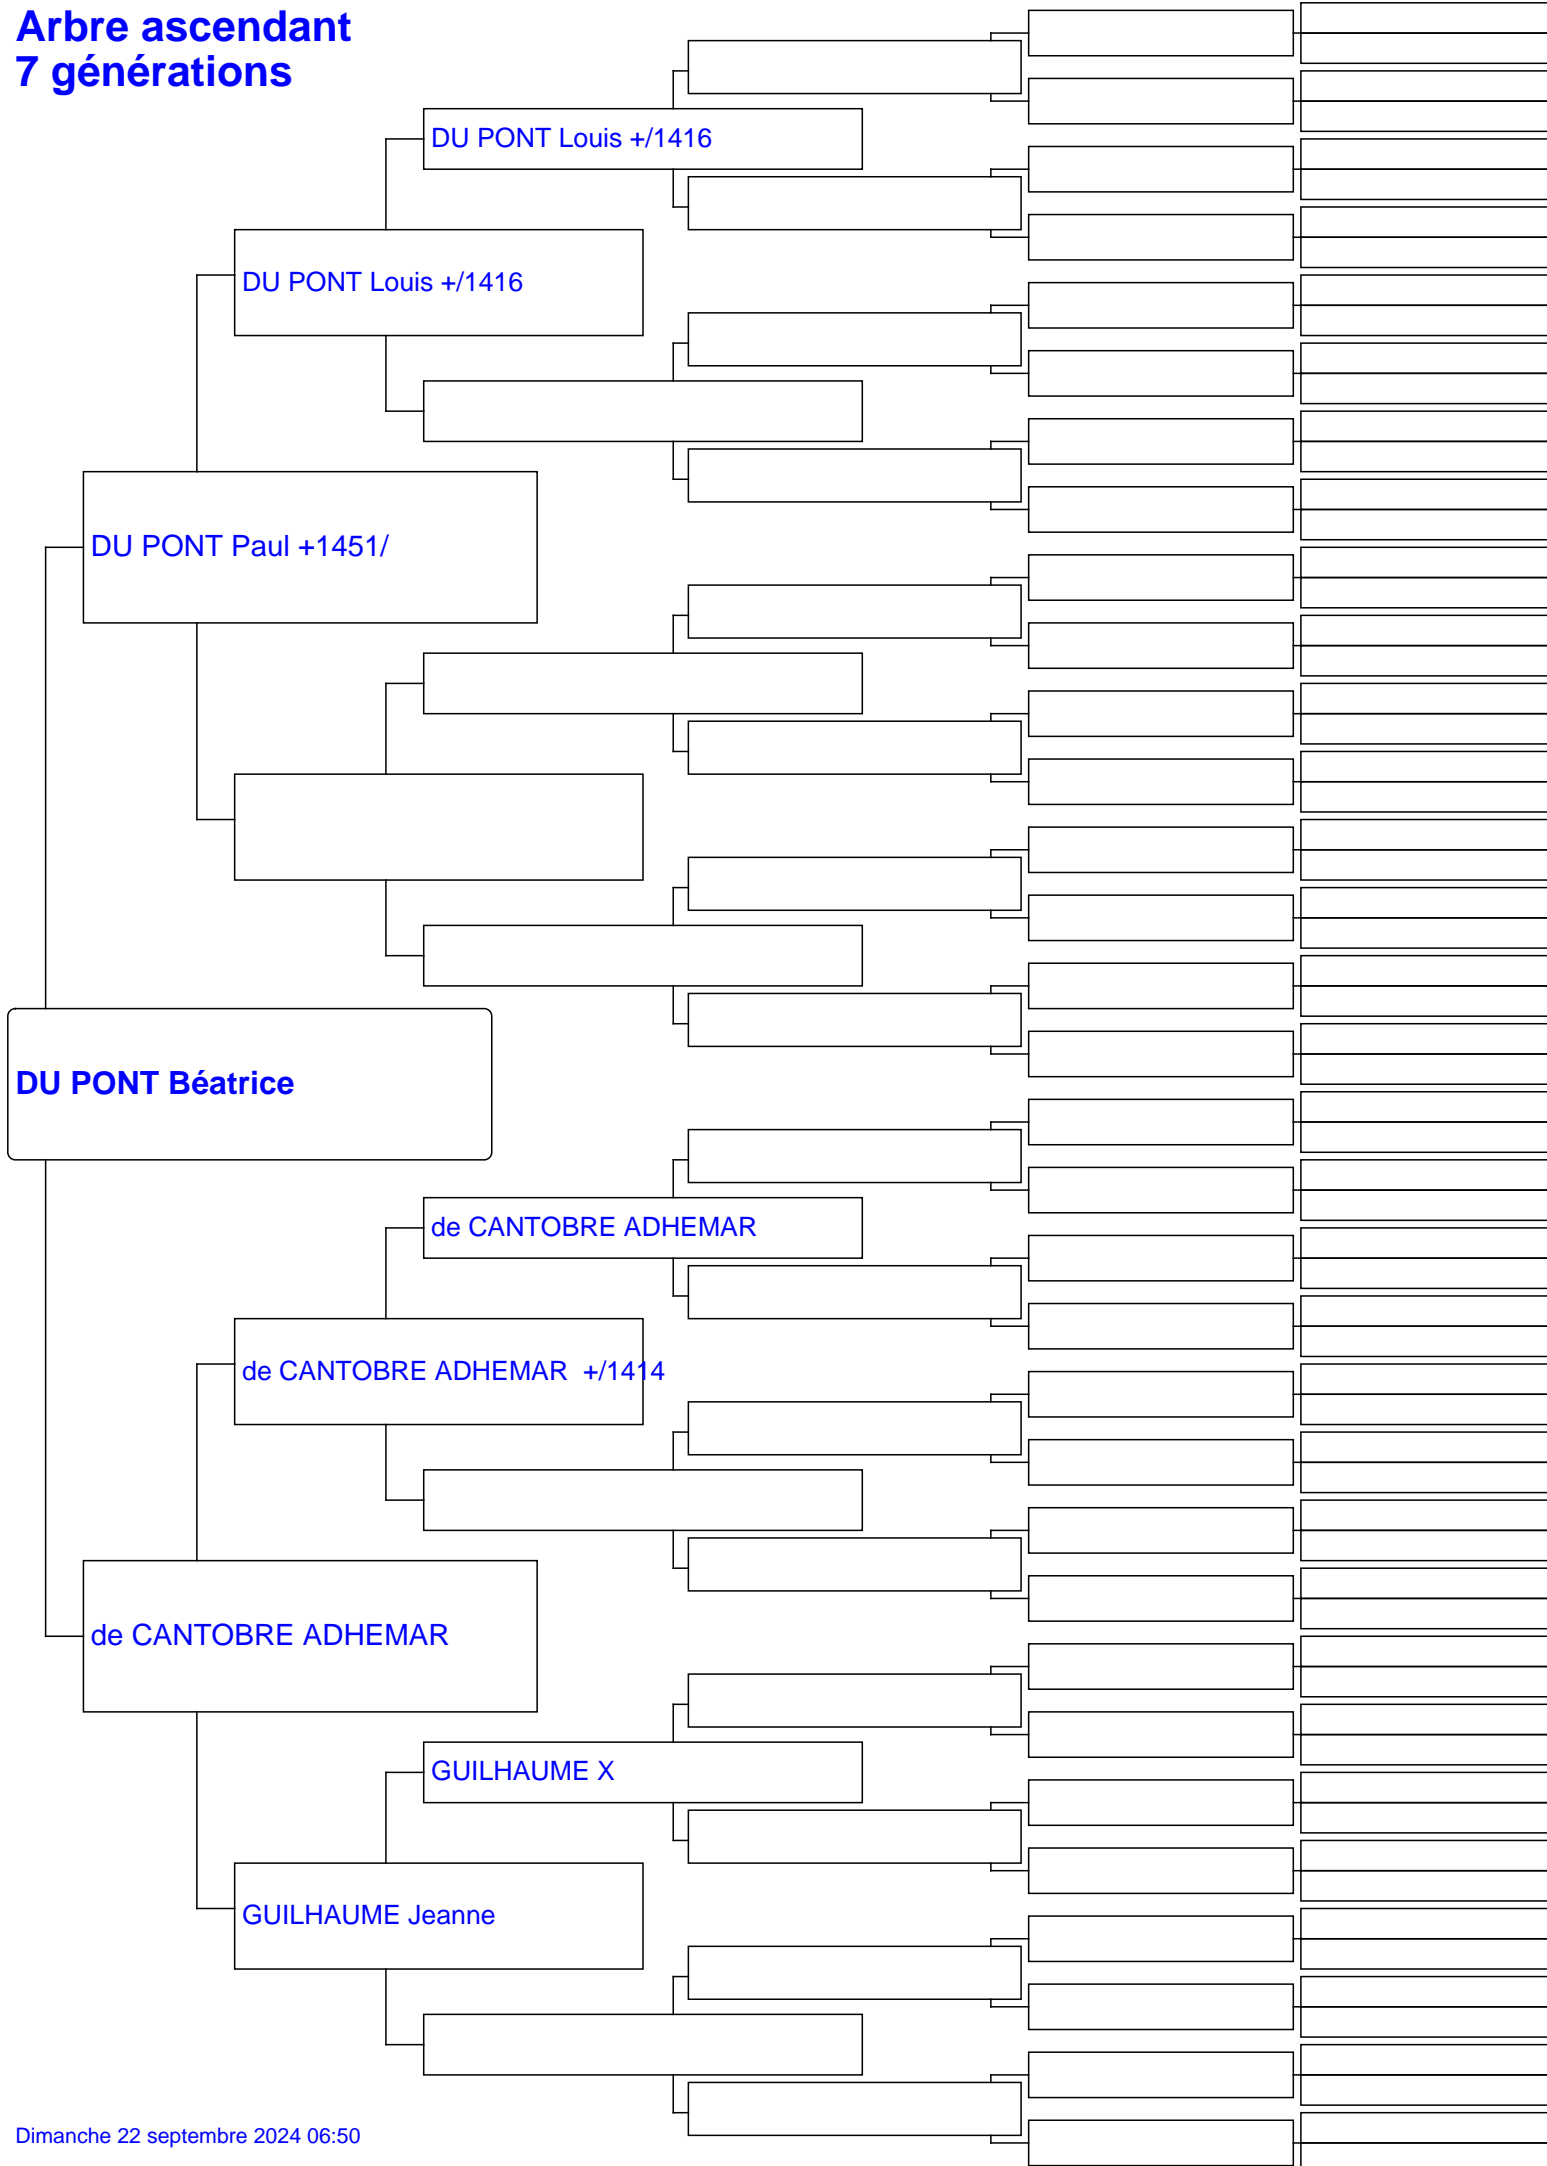 Arbre ascendant
7 générations
DU PONT Louis +/1416
DU PONT Louis +/1416
DU PONT Paul +1451/
DU PONT Béatrice
de CANTOBRE ADHEMAR
de CANTOBRE ADHEMAR  +/1414
de CANTOBRE ADHEMAR
GUILHAUME X
GUILHAUME Jeanne
Dimanche 22 septembre 2024 06:50